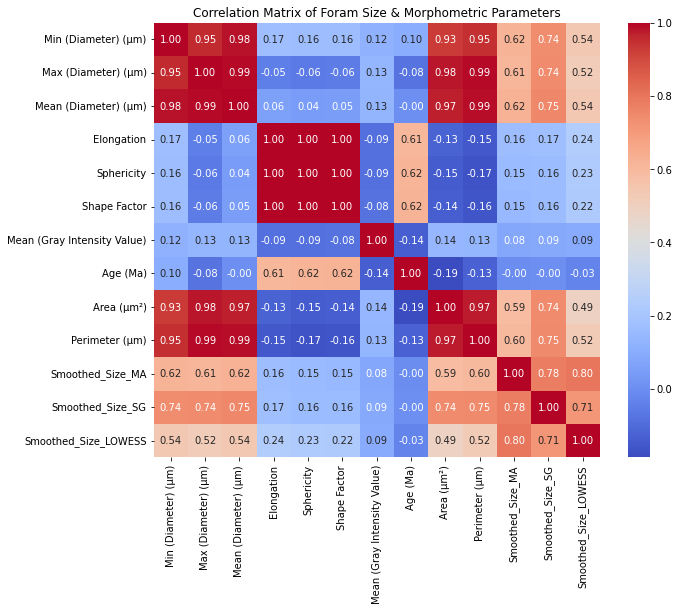 Correlation Matrix of Foram Size & Morphometric Parameters
Min (Diameter) (μm) 1.00 0.95 0.98 0.17 0.16 0.16 0.12 0.10 0.93 0.95 0.62 0.74 0.54
Max (Diameter) (μm) 0.95 1.00 0.99 -0.05 -0.06 -0.06 0.13 -0.08 0.98 0.99 0.61 0.74 0.52
Mean (Diameter) (μm) 0.98 0.99 1.00 0.06 0.04 0.05 0.13 -0.00 0.97 0.99 0.62 0.75 0.54
Elongation 0.17 -0.05 0.06 1.00 1.00 1.00 -0.09 0.61 -0.13 -0.15 0.16 0.17 0.24
Sphericity 0.16 -0.06 0.04 1.00 1.00 1.00 -0.09 0.62 -0.15 -0.17 0.15 0.16 0.23
Shape Factor 0.16 -0.06 0.05 1.00 1.00 1.00 -0.08 0.62 -0.14 -0.16 0.15 0.16 0.22
Mean (Gray Intensity Value) 0.12 0.13 0.13 -0.09 -0.09 -0.08 1.00 -0.14 0.14 0.13 0.08 0.09 0.09
Age (Ma) 0.10 -0.08 -0.00 0.61 0.62 0.62 -0.14 1.00 -0.19 -0.13 -0.00 -0.00 -0.03
Area (μm²) 0.93 0.98 0.97 -0.13 -0.15 -0.14 0.14 -0.19 1.00 0.97 0.59 0.74 0.49
Perimeter (μm) 0.95 0.99 0.99 -0.15 -0.17 -0.16 0.13 -0.13 0.97 1.00 0.60 0.75 0.52
Smoothed_Size_MA 0.62 0.61 0.62 0.16 0.15 0.15 0.08 -0.00 0.59 0.60 1.00 0.78 0.80
Smoothed_Size_SG 0.74 0.74 0.75 0.17 0.16 0.16 0.09 -0.00 0.74 0.75 0.78 1.00 0.71
Smoothed_Size_LOWESS 0.54 0.52 0.54 0.24 0.23 0.22 0.09 -0.03 0.49 0.52 0.80 0.71 1.00
Min (Diameter) (μm)
Max (Diameter) (μm)
Mean (Diameter) (μm)
Elongation
Sphericity
Shape Factor
Mean (Gray Intensity Value)
Age (Ma)
Area (μm²)
Perimeter (μm)
Smoothed_Size_MA
Smoothed_Size_SG
Smoothed_Size_LOWESS
1.0
0.8
0.6
0.4
0.2
0.0